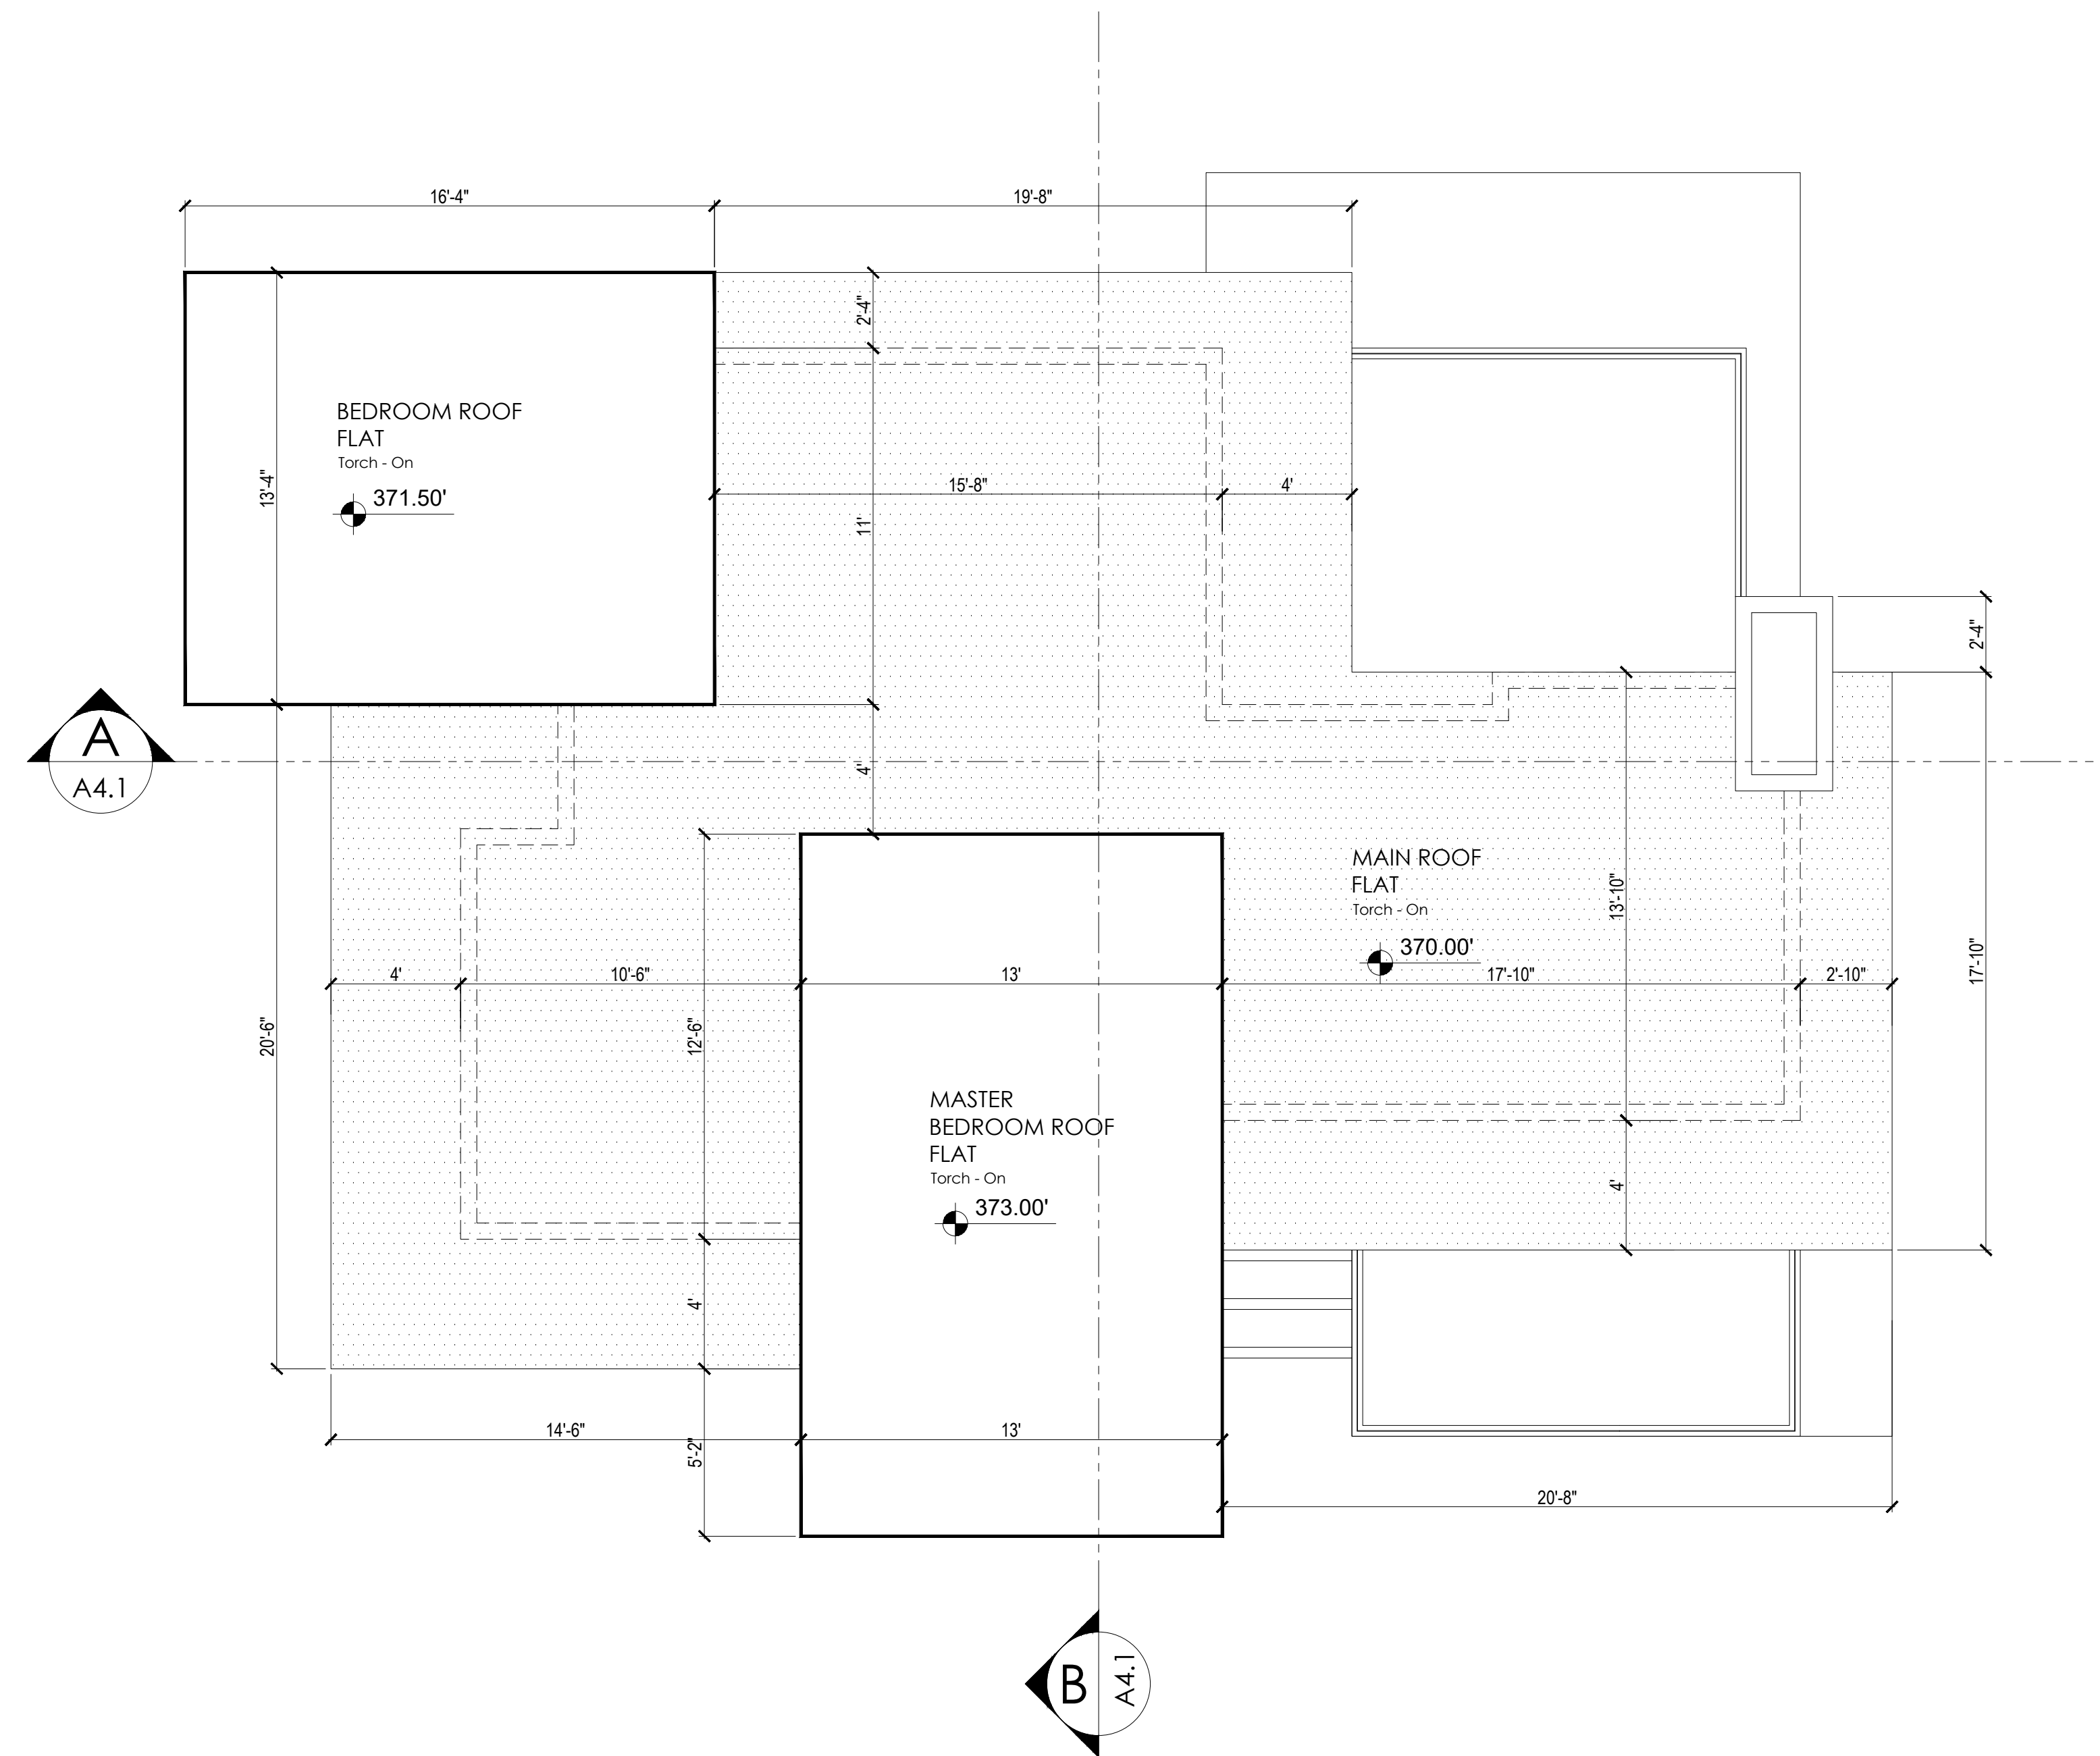 16'-4"
19'-8"
2'-4"
BEDROOM ROOF
FLAT
Torch - On
371.50'
13'-4"
15'-8"
4'
11'
2'-4"
A
A4.1
4'
MAIN ROOF
FLAT
Torch - On
370.00'
13'-10"
17'-10"
4'
10'-6"
13'
17'-10"
2'-10"
20'-6"
12'-6"
MASTER
BEDROOM ROOF
FLAT
Torch - On
373.00'
4'
4'
14'-6"
13'
5'-2"
20'-8"
B
A4.1